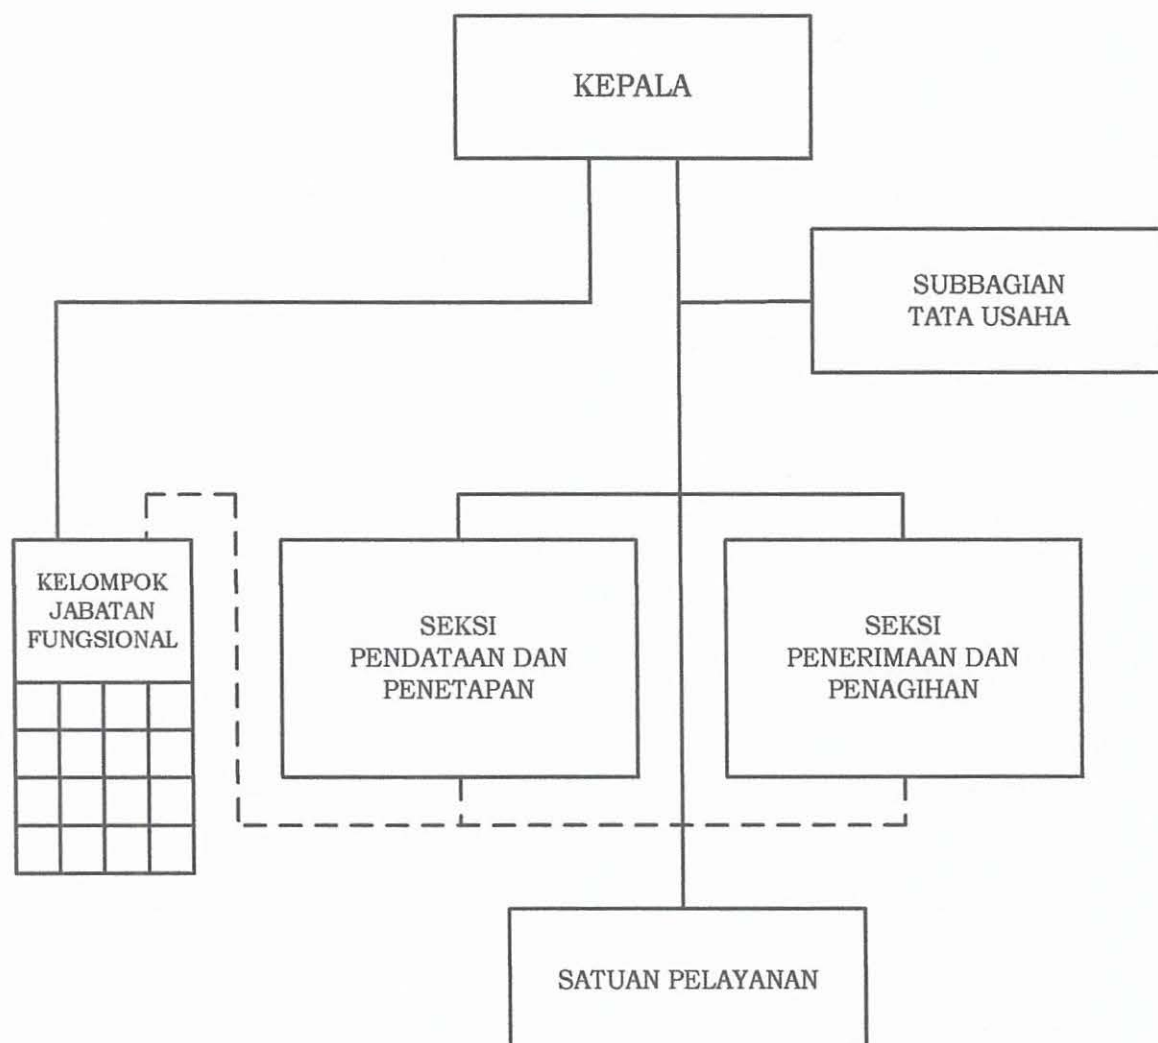 KEPALA
SUBBAGIAN
TATA USAHA
KELOMPOK
JABATAN
FUNGSIONAL
SEKSI
PENDATAAN DAN
PENETAPAN
SEKSI
PENERIMAAN DAN
PENAGIHAN
SATUAN PELAYANAN